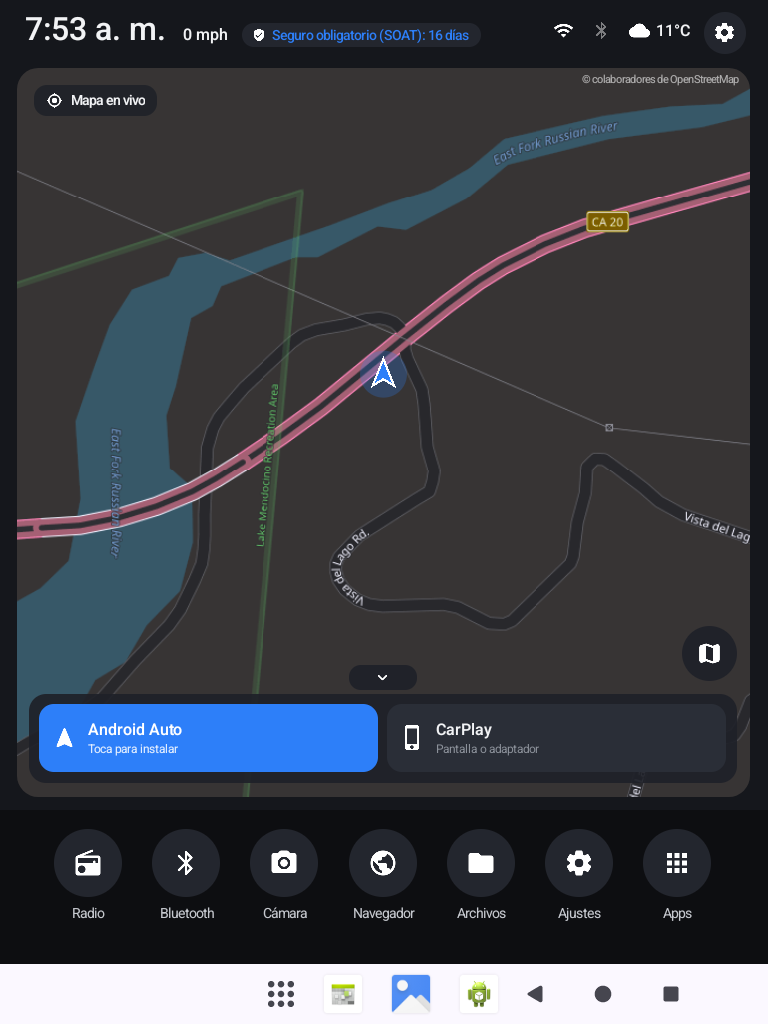 7:53 a. m.
0 mph
Seguro obligatorio (SOAT): 16 días
11°C
© colaboradores de OpenStreetMap
Mapa en vivo
East Fork Russian River
CA 20
Lake Mendocino Recreation Area
East Fork Russian River
Vista del Lag
Vista del Lago Rd.
Android Auto
Toca para instalar
CarPlay
Pantalla o adaptador
del
Radio
Bluetooth
Cámara
Navegador
Archivos
Ajustes
Apps